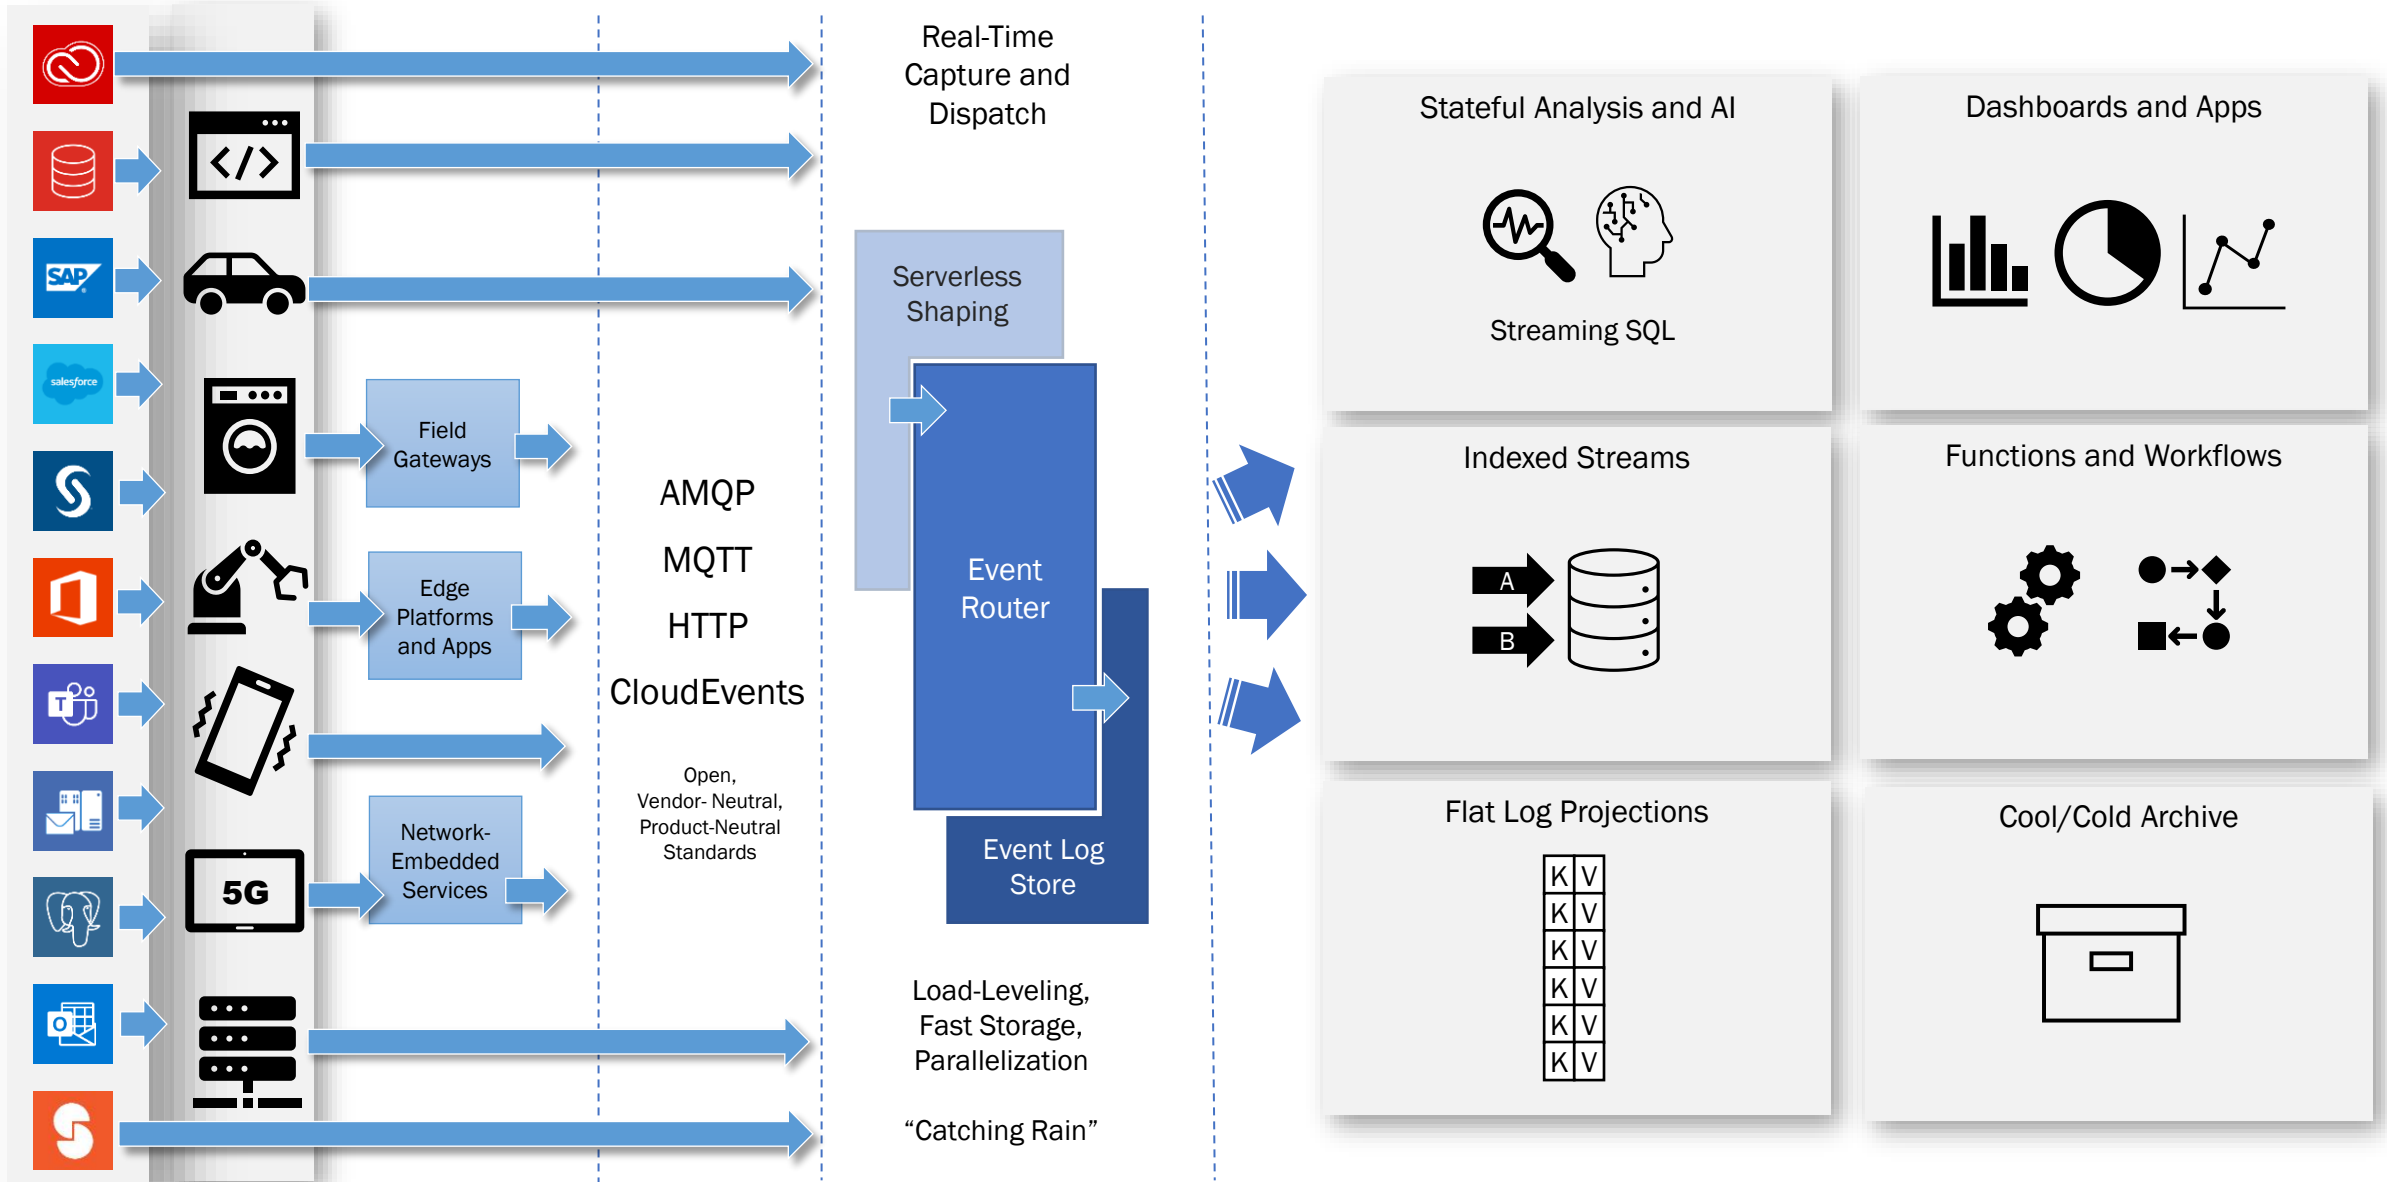 SAP
salesforce
T
O
S
</>
5G
Field
Gateways
Edge
Platforms
and Apps
Network-
Embedded
Services
AMQP
MQTT
HTTP
CloudEvents
Open,
Vendor- Neutral,
Product-Neutral
Standards
Real-Time
Capture and
Dispatch
Serverless
Shaping
Event
Router
Event Log
Store
Load-Leveling,
Fast Storage,
Parallelization
“Catching Rain”
Stateful Analysis and AI
Streaming SQL
Dashboards and Apps
Indexed Streams
A
B
Functions and Workflows
Flat Log Projections
K V
K V
K V
K V
K V
K V
Cool/Cold Archive